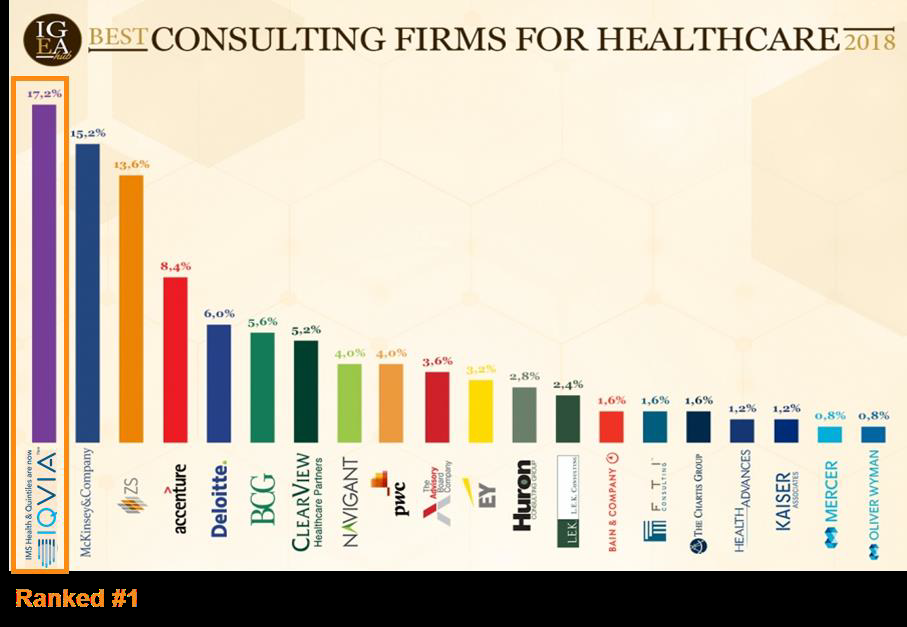 IG
EA
hub
BEST CONSULTING FIRMS FOR HEALTHCARE 2018
17,2%
15,2%
13,6%
8,4%
6,0%
5,6%
5,2%
4,0%
4,0%
3,6%
3,2%
2,8%
2,4%
1,6%
1,6%
1,6%
1,2%
1,2%
0,8%
0,8%
IMS Health & Quintiles are now
IQVIA
McKinsey&Company
ZS
accenture
Deloitte.
BCG
CLEARVIEW
Healthcare Partners
NAVIGANT
pwc
The
Advisory
Board
Company
EY
Huron
CONSULTING GROUP
LEK L.E.K. CONSULTING
BAIN & COMPANY
F T I
CONSULTING
THE CHARTIS GROUP
HEALTHADVANCES
KAISER
ASSOCIATES
MERCER
OLIVER WYMAN
Ranked #1